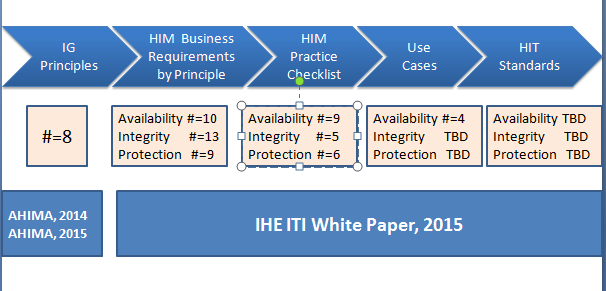 IG
Principles
HIM Business
Requirements
by Principle
HIM
Practice
Checklist
Use
Cases
HIT
Standards
#=8
Availability #=10
Integrity #=13
Protection #=9
Availability #=9
Integrity #=5
Protection #=6
Availability #=4
Integrity TBD
Protection TBD
Availability TBD
Integrity TBD
Protection TBD
AHIMA, 2014
AHIMA, 2015
IHE ITI White Paper, 2015